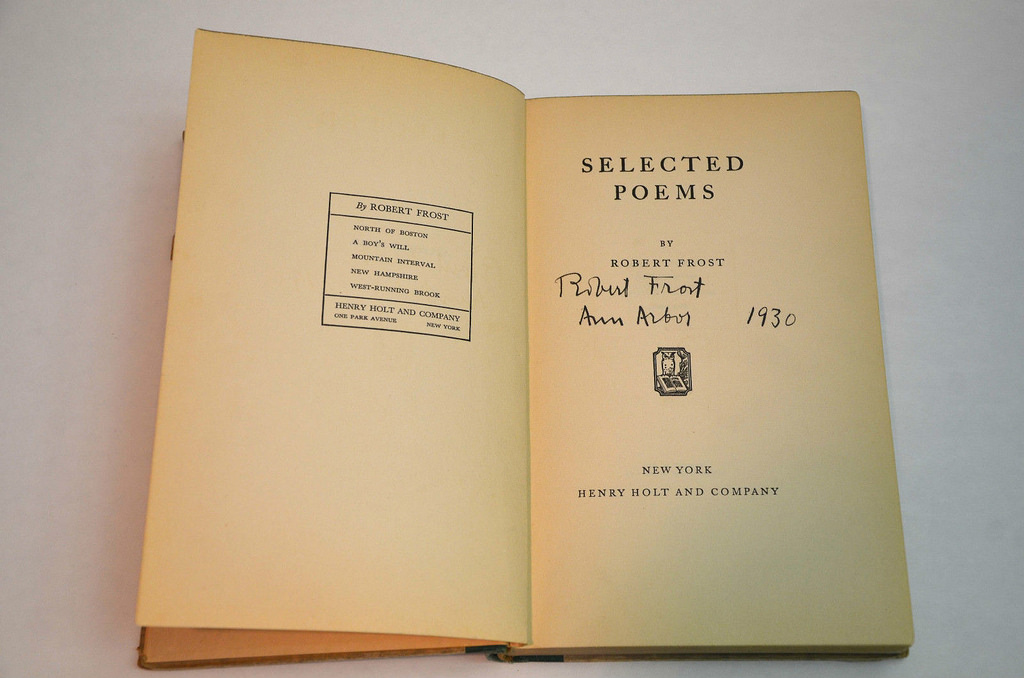 By ROBERT FROST
NORTH OF BOSTON
A BOY'S WILL
MOUNTAIN INTERVAL
NEW HAMPSHIRE
WEST-RUNNING BROOK
HENRY HOLT AND COMPANY
ONE PARK AVENUE NEW YORK
SELECTED
POEMS
BY
ROBERT FROST
Robert Frost
Ann Arbor 1930
NEW YORK
HENRY HOLT AND COMPANY